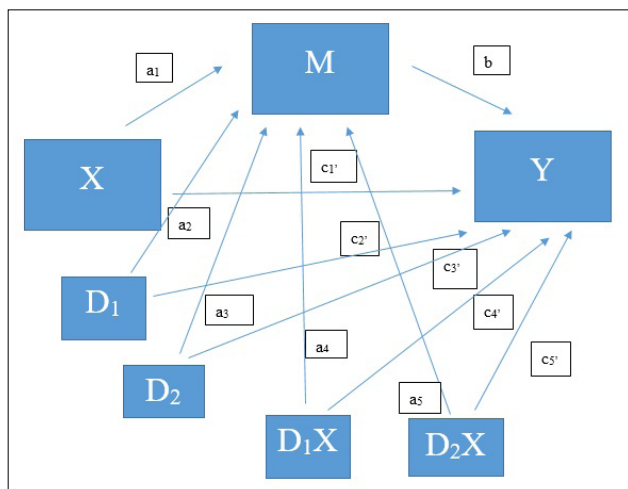 M
a₁
b
X
Y
c₁'
a₂
c₂'
c₃'
D₁
a₃
c₄'
a₄
D₂
c₅'
a₅
D₁X
D₂X